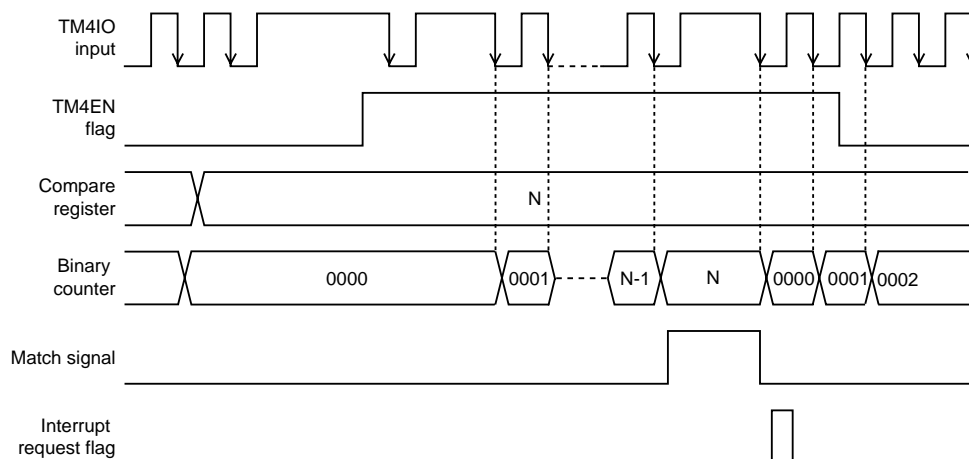 TM4IO
input
TM4EN
flag
Compare
register
N
Binary
counter
0000
0001
N-1
N
0000
0001
0002
Match signal
Interrupt
request flag